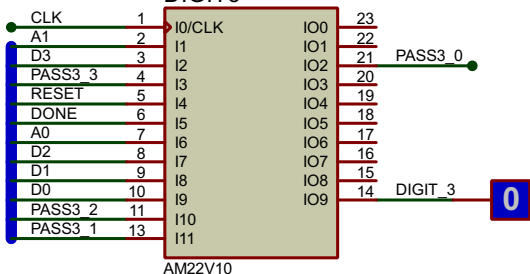 CLK 1 I0/CLK IO0 23
A1 2 I1 IO1 22
D3 3 I2 IO2 21 PASS3_0
PASS3_3 4 I3 IO3 20
RESET 5 I4 IO4 19
DONE 6 I5 IO5 18
A0 7 I6 IO6 17
D2 8 I7 IO7 16
D1 9 I8 IO8 15
D0 10 I9 IO9 14 DIGIT_3 0
PASS3_2 11 I10
PASS3_1 13 I11
AM22V10